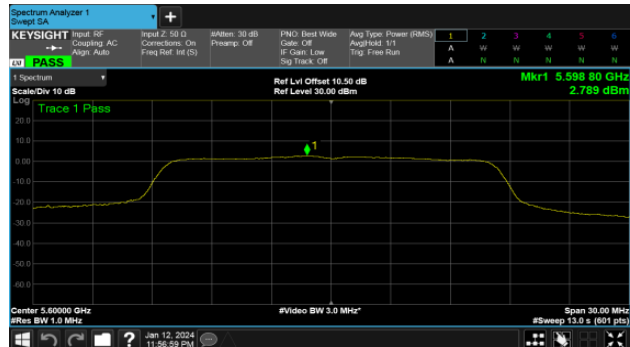 Spectrum Analyzer 1
Swept SA
+
KEYSIGHT Input: RF Input Z: 50 Ω #Atten: 30 dB PNO: Best Wide Avg Type: Power (RMS) 1 2 3 4 5 6
Coupling: AC Corrections: On Preamp: Off Gate: Off Avg|Hold: 1/1 A W W W W W
Align: Auto Freq Ref: Int (S) IF Gain: Low Trig: Free Run
LXI PASS Sig Track: Off A N N N N N
1 Spectrum Ref Lvl Offset 10.50 dB Mkr1 5.598 80 GHz
Scale/Div 10 dB Ref Level 30.00 dBm 2.789 dBm
Log
Trace 1 Pass
20.0
10.0
1
0.00
-10.0
-20.0
-30.0
-40.0
-50.0
-60.0
Center 5.60000 GHz #Video BW 3.0 MHz* Span 30.00 MHz
#Res BW 1.0 MHz #Sweep 13.0 s (601 pts)
? Jan 12, 2024
11:56:59 PM